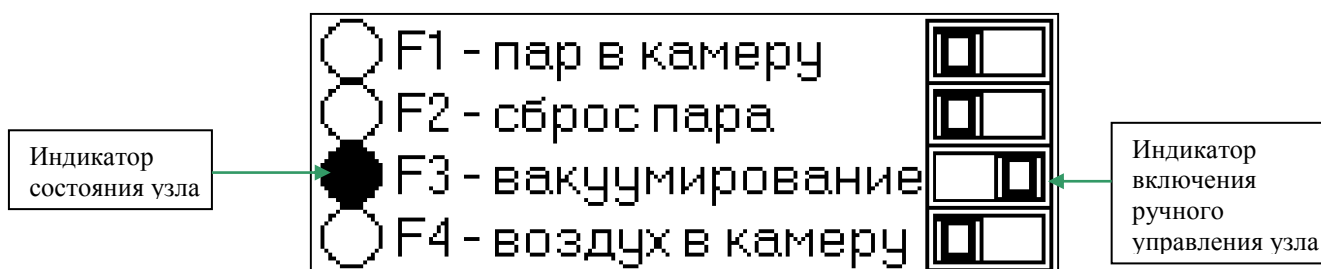 Индикатор
состояния узла
F1 - пар в камеру
F2 - сброс пара
F3 - вакуумирование
F4 - воздух в камеру
Индикатор
включения
ручного
управления узла